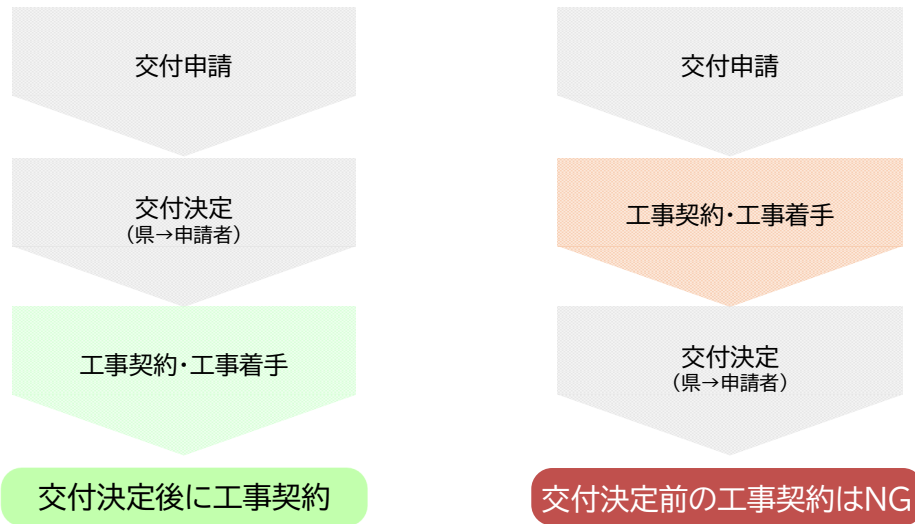 交付申請
交付決定
（県→申請者）
工事契約・工事着手
交付決定後に工事契約
交付申請
工事契約・工事着手
交付決定
（県→申請者）
交付決定前の工事契約はNG